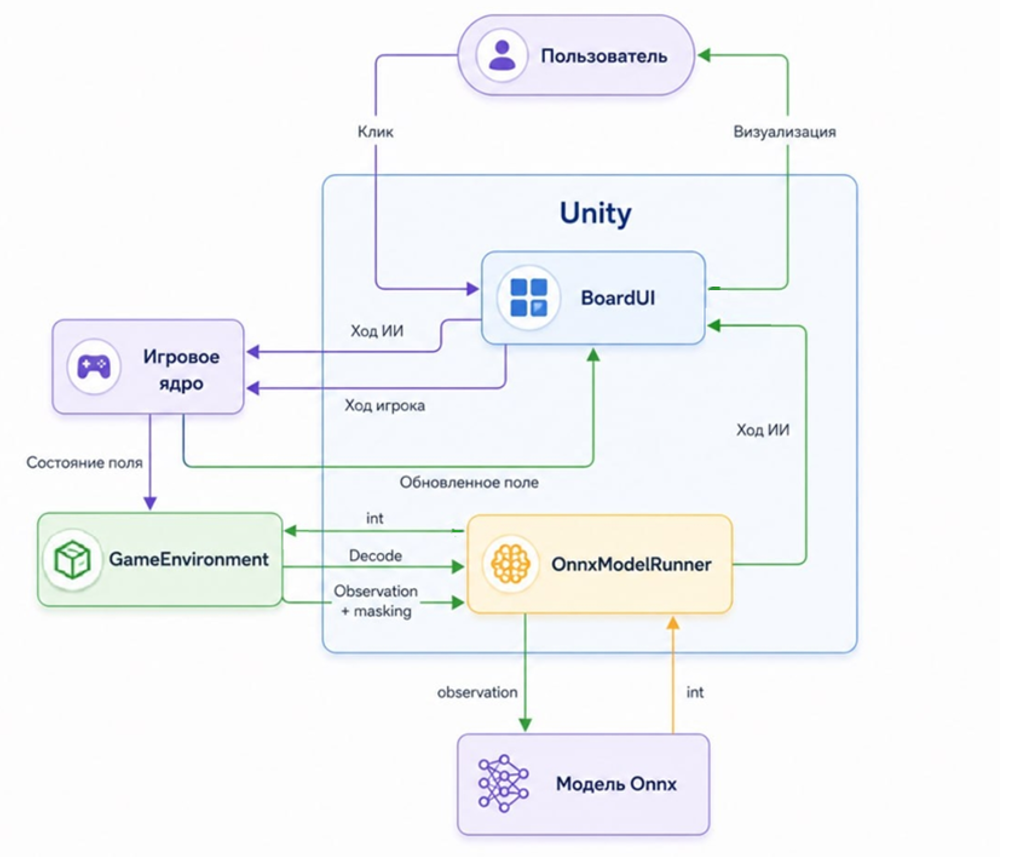 Пользователь
Клик
Визуализация
Unity
BoardUI
Ход ИИ
Игровое
ядро
Ход игрока
Ход ИИ
Состояние поля
Обновленное поле
int
GameEnvironment
Decode
OnnxModelRunner
Observation
+ masking
observation
int
Модель Onnx